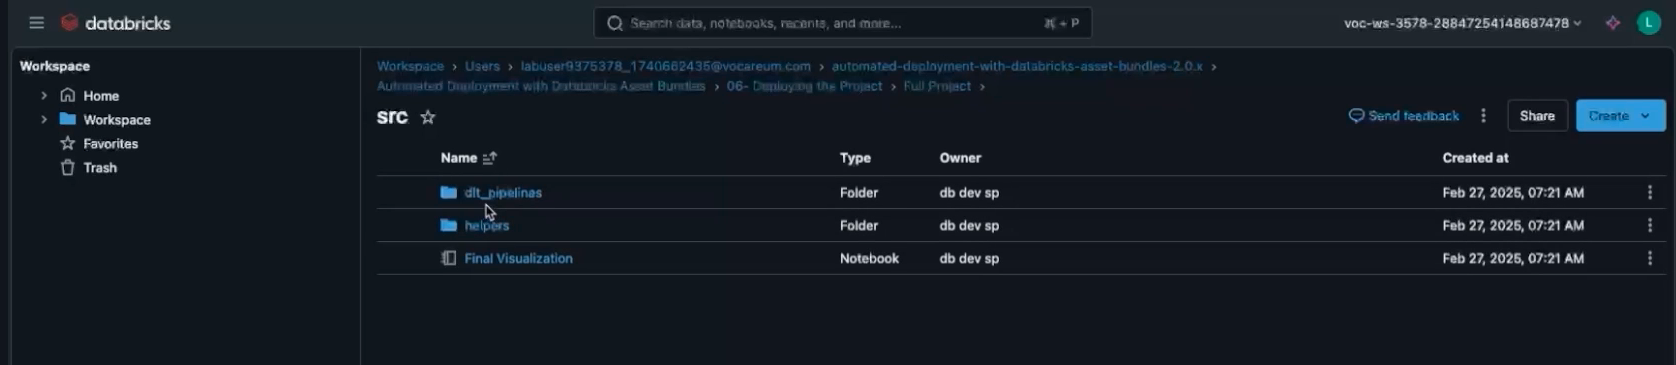 databricks
Search data, notebooks, recents, and more...
⌘ + P
voc-ws-3578-28847254148687478
L
Workspace
Home
Workspace
Favorites
Trash
Workspace > Users > labuser9375378_1740662435@vocareum.com > automated-deployment-with-databricks-asset-bundles-2.0.x >
Automated Deployment with Databricks Asset Bundles > 06- Deploying the Project > Full Project >
src
Send feedback
Share
Create
Name Type Owner Created at
dlt_pipelines Folder db dev sp Feb 27, 2025, 07:21 AM
helpers Folder db dev sp Feb 27, 2025, 07:21 AM
Final Visualization Notebook db dev sp Feb 27, 2025, 07:21 AM